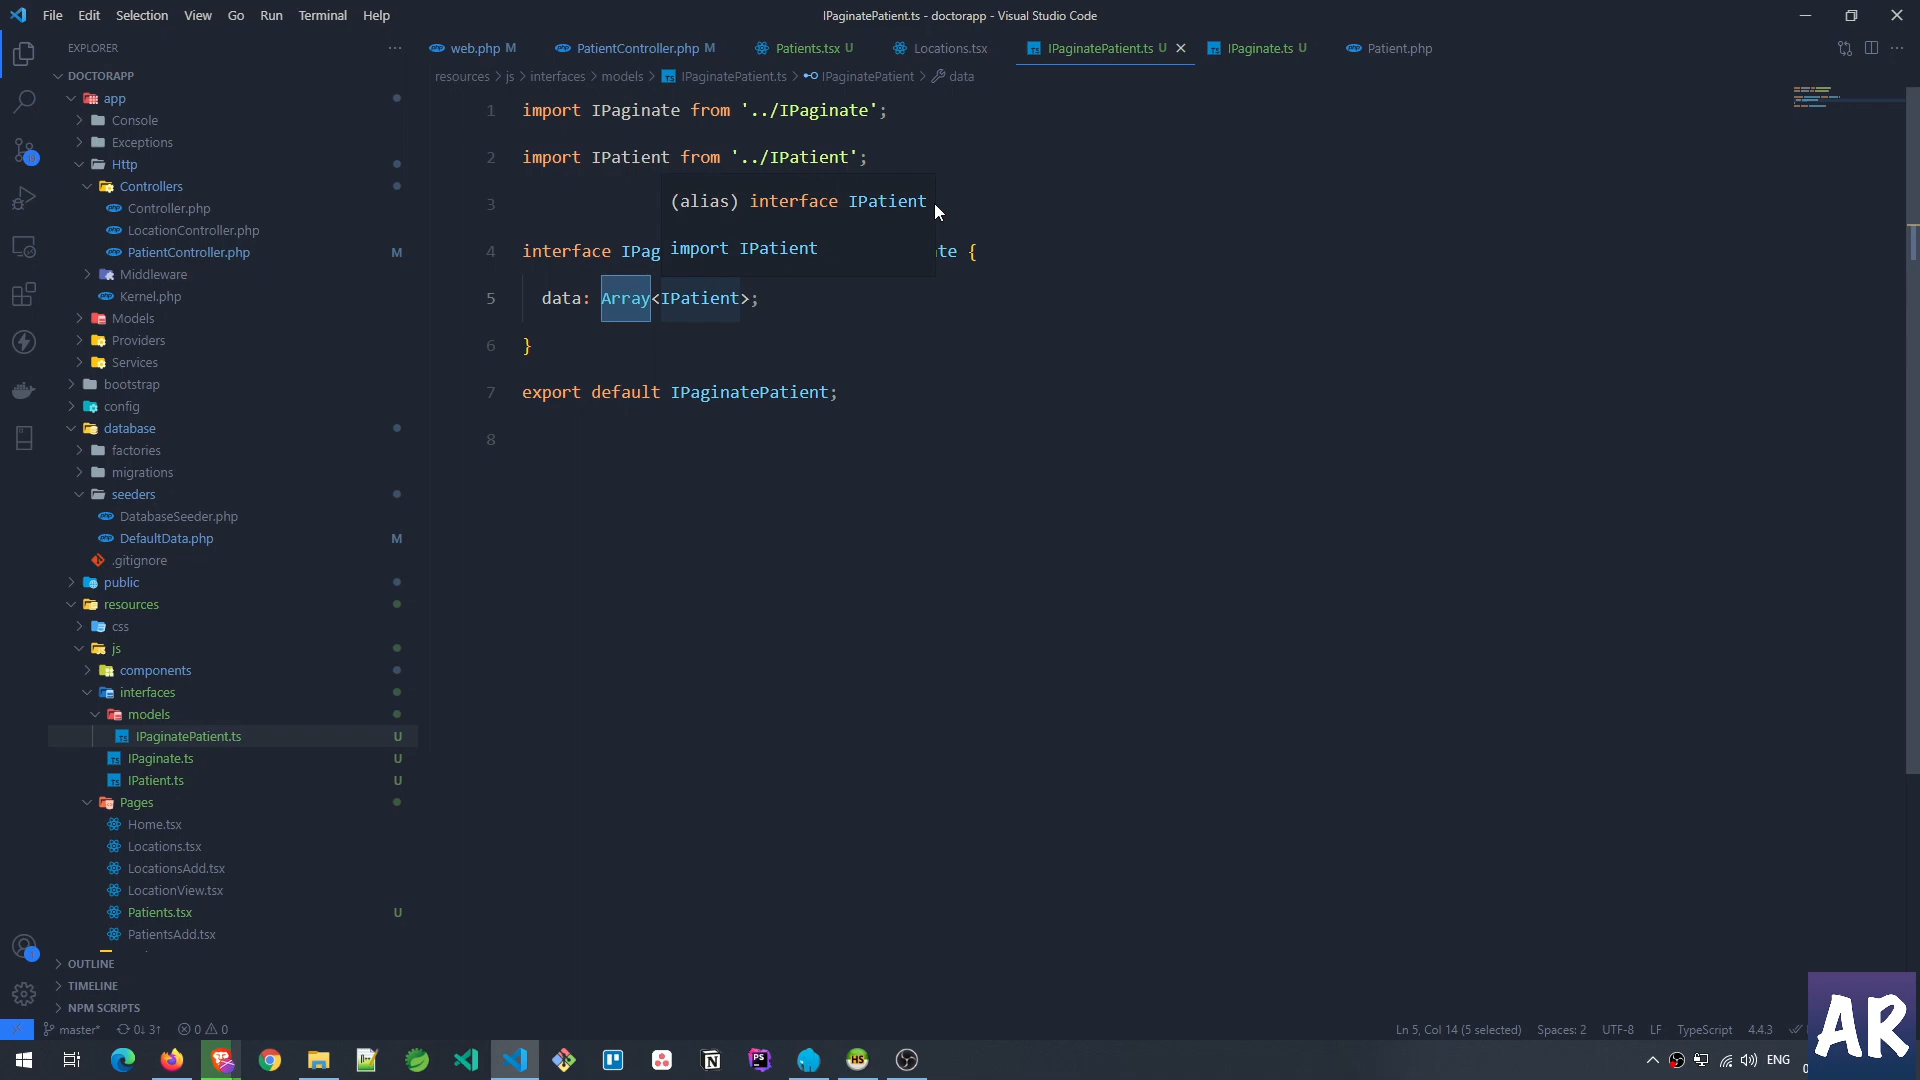 File Edit Selection View Go Run Terminal Help
IPaginatePatient.ts - doctorapp - Visual Studio Code
EXPLORER
DOCTORAPP
app
Console
Exceptions
Http
Controllers
Controller.php
LocationController.php
PatientController.php M
Middleware
Kernel.php
Models
Providers
Services
bootstrap
config
database
factories
migrations
seeders
DatabaseSeeder.php
DefaultData.php M
.gitignore
public
resources
css
js
components
interfaces
models
IPaginatePatient.ts U
IPaginate.ts U
IPatient.ts U
Pages
Home.tsx
Locations.tsx
LocationsAdd.tsx
LocationView.tsx
Patients.tsx U
PatientsAdd.tsx
OUTLINE
TIMELINE
NPM SCRIPTS
web.php M PatientController.php M Patients.tsx U Locations.tsx IPaginatePatient.ts U IPaginate.ts U Patient.php
resources > js > interfaces > models > IPaginatePatient.ts > IPaginatePatient > data
1 import IPaginate from '../IPaginate';
2 import IPatient from '../IPatient';
3
(alias) interface IPatient
import IPatient
4 interface IPag te {
5 data: Array<IPatient>;
6 }
7 export default IPaginatePatient;
8
master* 0↓ 3↑ 0 0
Ln 5, Col 14 (5 selected) Spaces: 2 UTF-8 LF TypeScript 4.4.3
ENG
AR